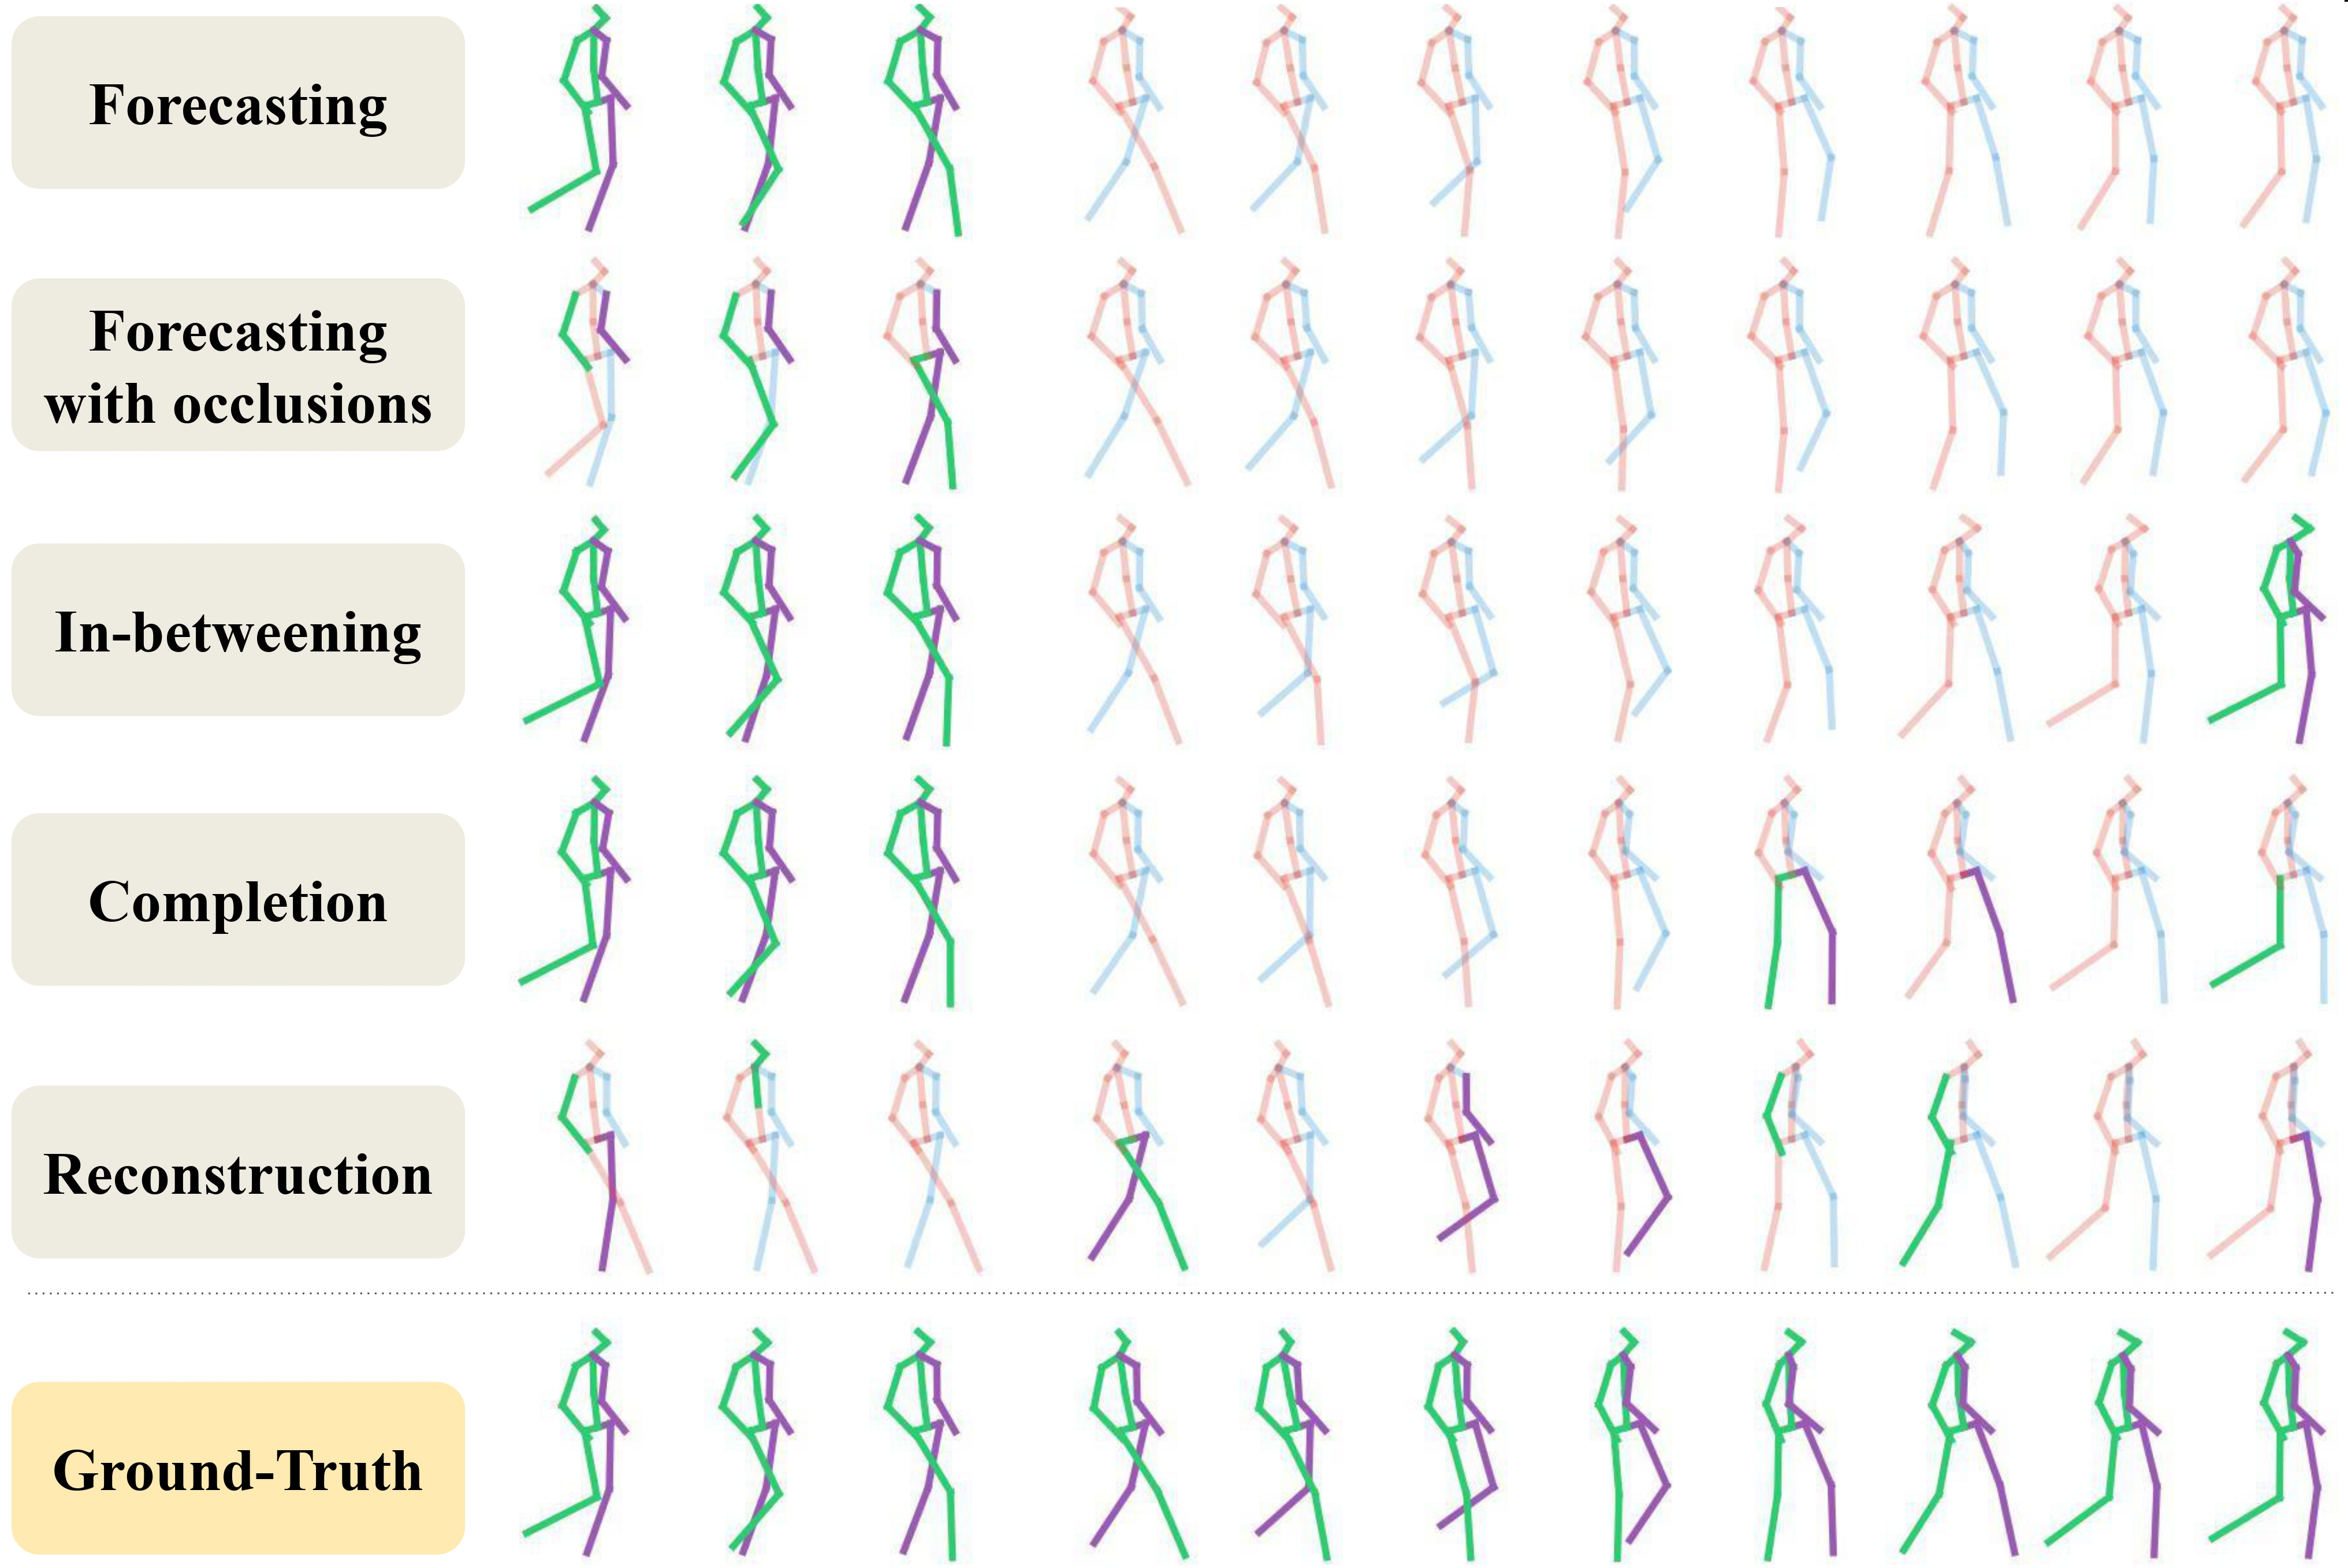 Forecasting
Forecasting
with occlusions
In-betweening
Completion
Reconstruction
Ground-Truth